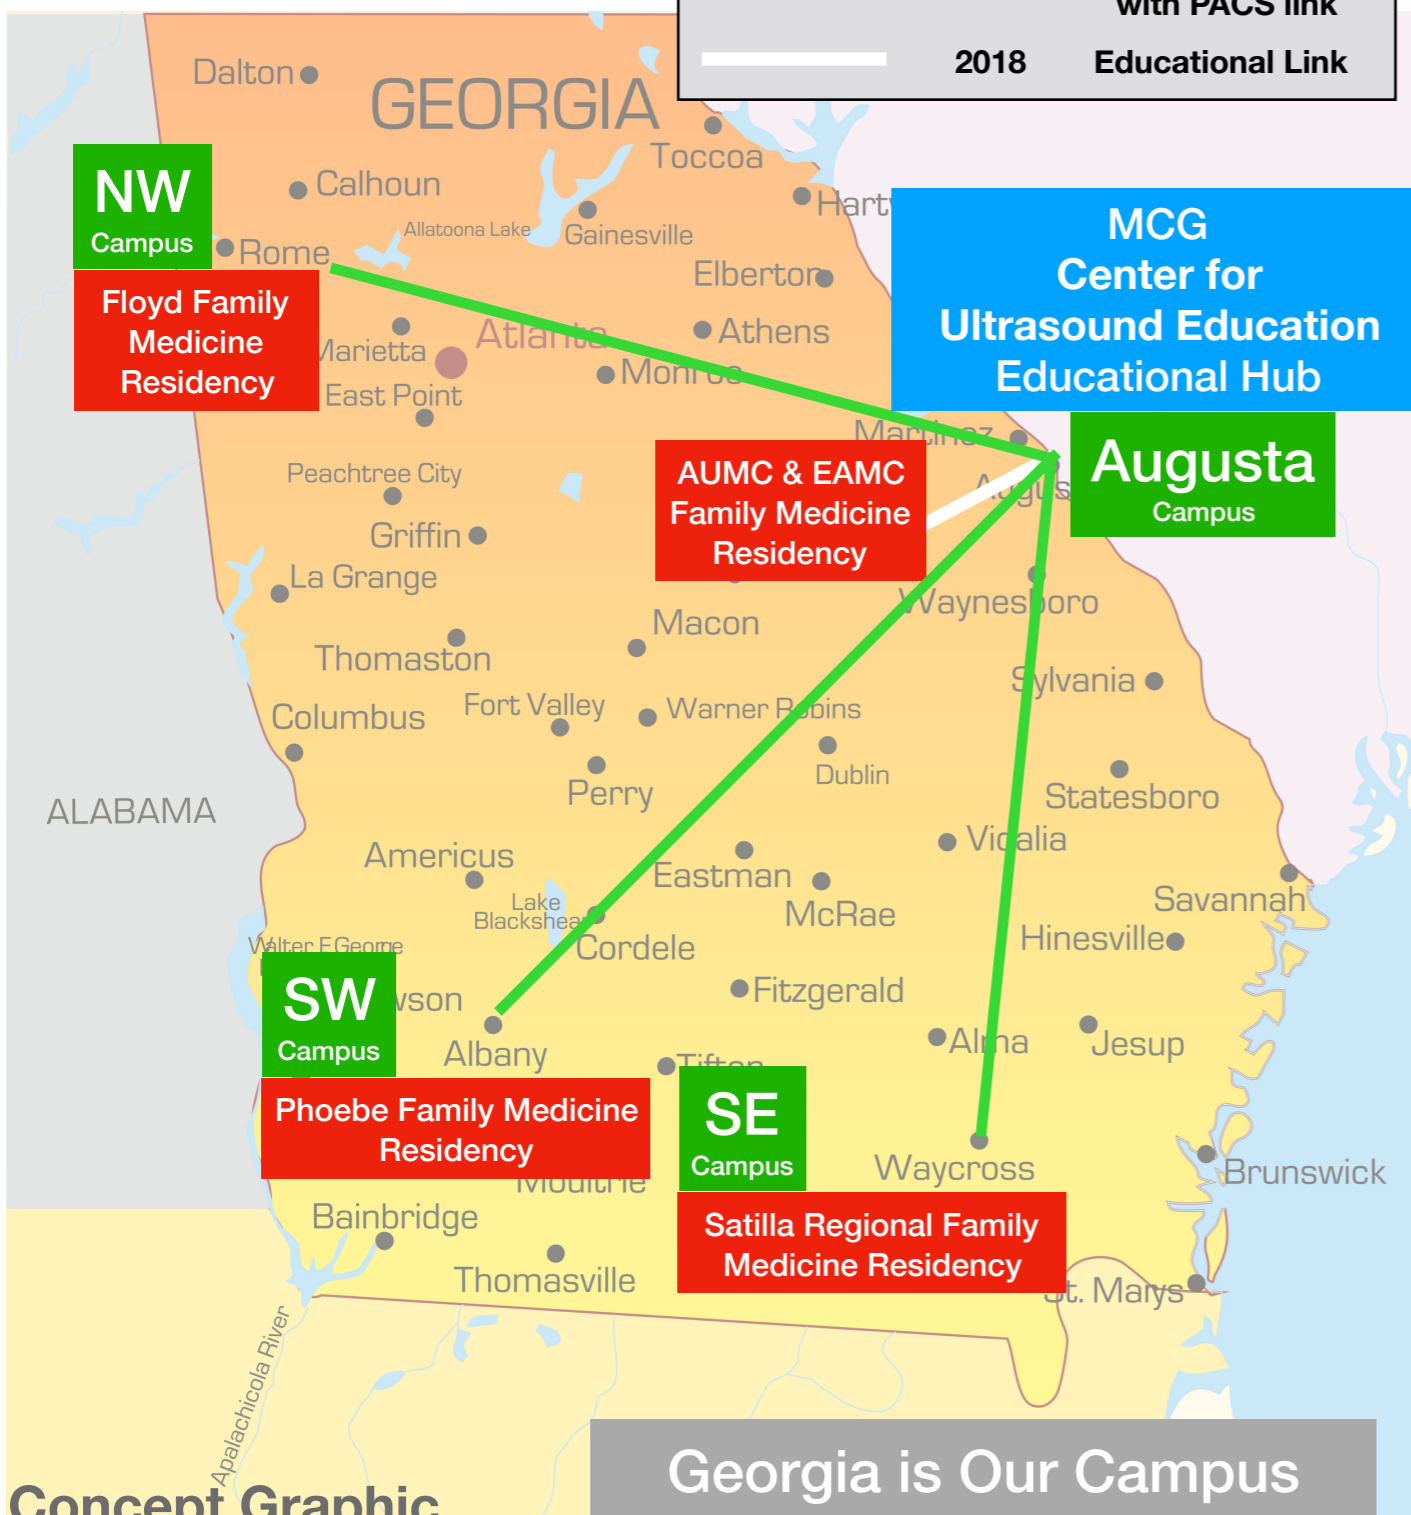 with PACS link
2018 Educational Link
Dalton
GEORGIA
Toccoa
NW
Campus
Calhoun
Allatoona Lake
Gainesville
Rome
Elberton
MCG
Center for
Ultrasound Education
Educational Hub
Floyd Family
Medicine
Residency
Marietta
Atlanta
Athens
Monroe
East Point
Martinez
Augusta
Campus
Peachtree City
AUMC & EAMC
Family Medicine
Residency
Griffin
La Grange
Waynesboro
Macon
Thomaston
Sylvania
Columbus
Fort Valley
Warner Robins
Dublin
Perry
Statesboro
ALABAMA
Vidalia
Americus
Eastman
McRae
Savannah
Lake
Blackshear
Cordele
Hinesville
Walter F George
SW
Campus
Fitzgerald
Albany
Alma
Jesup
Tifton
Phoebe Family Medicine
Residency
SE
Campus
Waycross
Brunswick
Moultrie
Satilla Regional Family
Medicine Residency
Bainbridge
Thomasville
St. Marys
Apalachicola River
Georgia is Our Campus
Concept Graphic